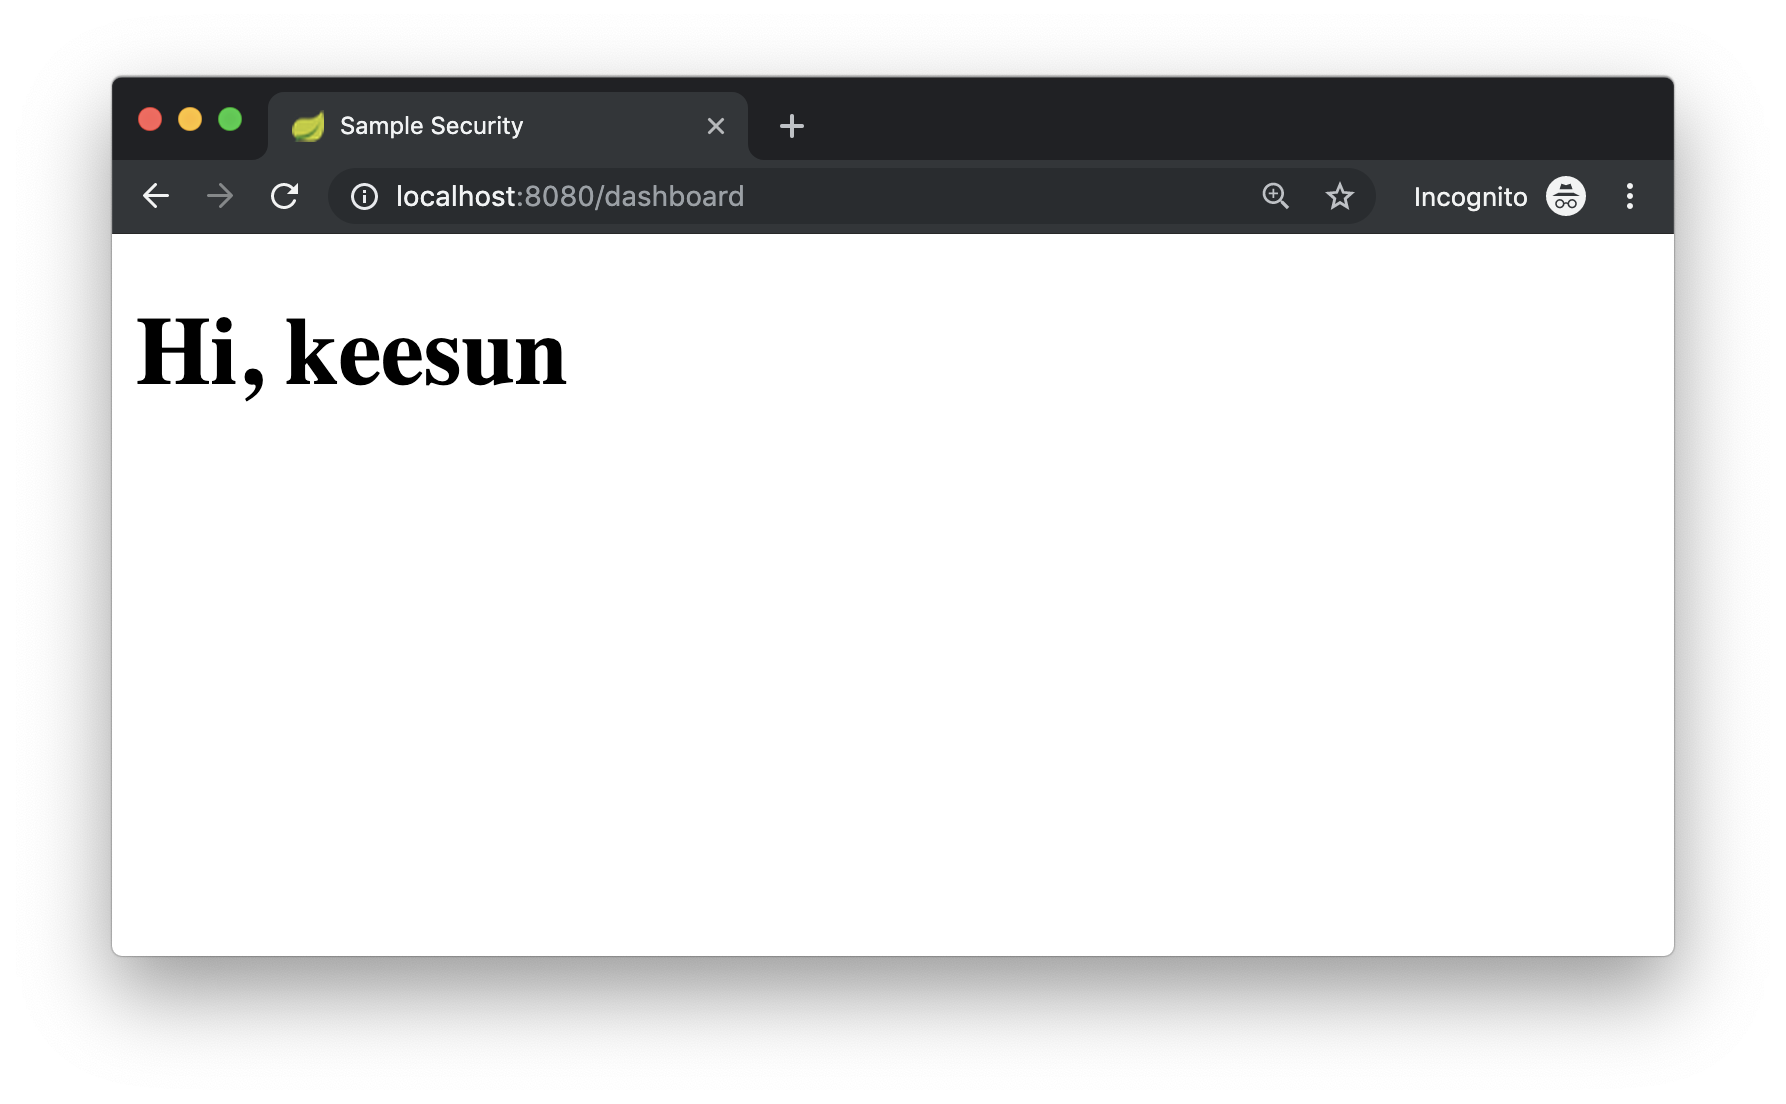 Sample Security
localhost:8080/dashboard
Incognito
Hi, keesun